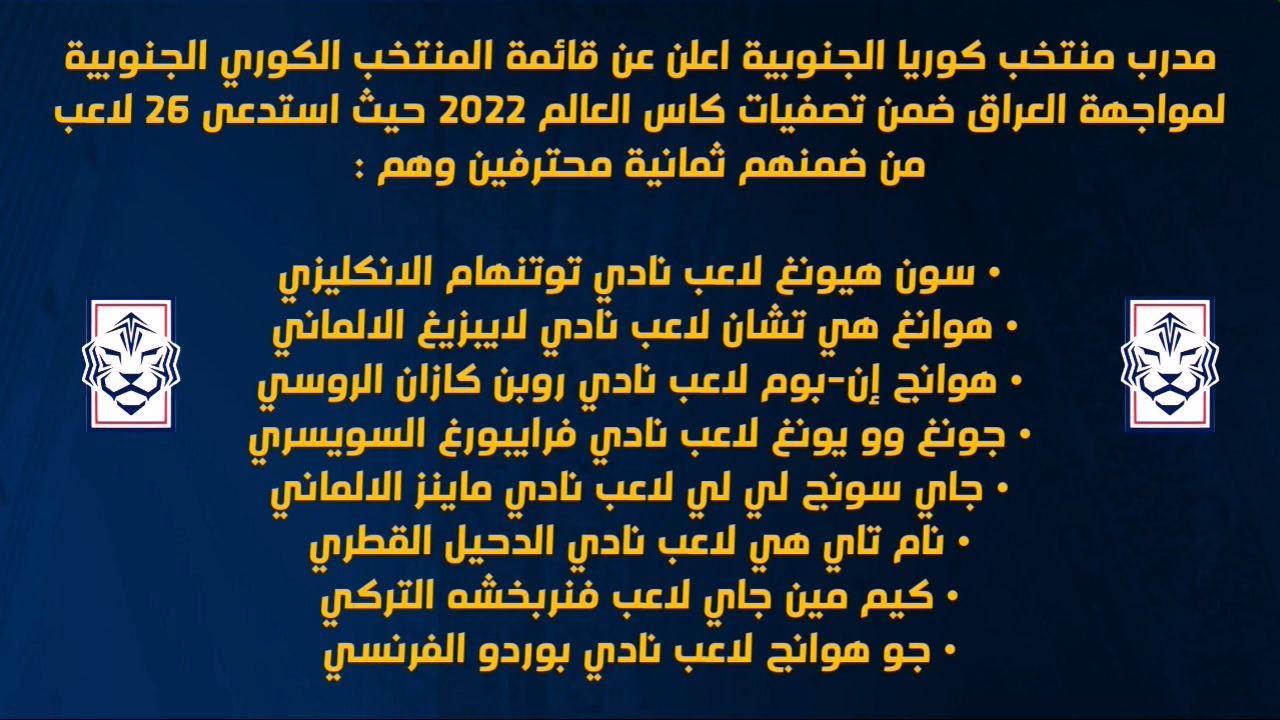 مدرب منتخب كوريا الجنوبية اعلن عن قائمة المنتخب الكوري الجنوبية
لمواجهة العراق ضمن تصفيات كاس العالم 2022 حيث استدعى 26 لاعب
من ضمنهم ثمانية محترفين وهم :
• سون هيونغ لاعب نادي توتنهام الانكليزي
• هوانغ هي تشان لاعب نادي لايبزيغ الالماني
• هوانج إن-بوم لاعب نادي روبن كازان الروسي
• جونغ وو يونغ لاعب نادي فرايبورغ السويسري
• جاي سونج لي لي لاعب نادي ماينز الالماني
• نام تاي هي لاعب نادي الدحيل القطري
• كيم مين جاي لاعب فنربخشه التركي
• جو هوانج لاعب نادي بوردو الفرنسي